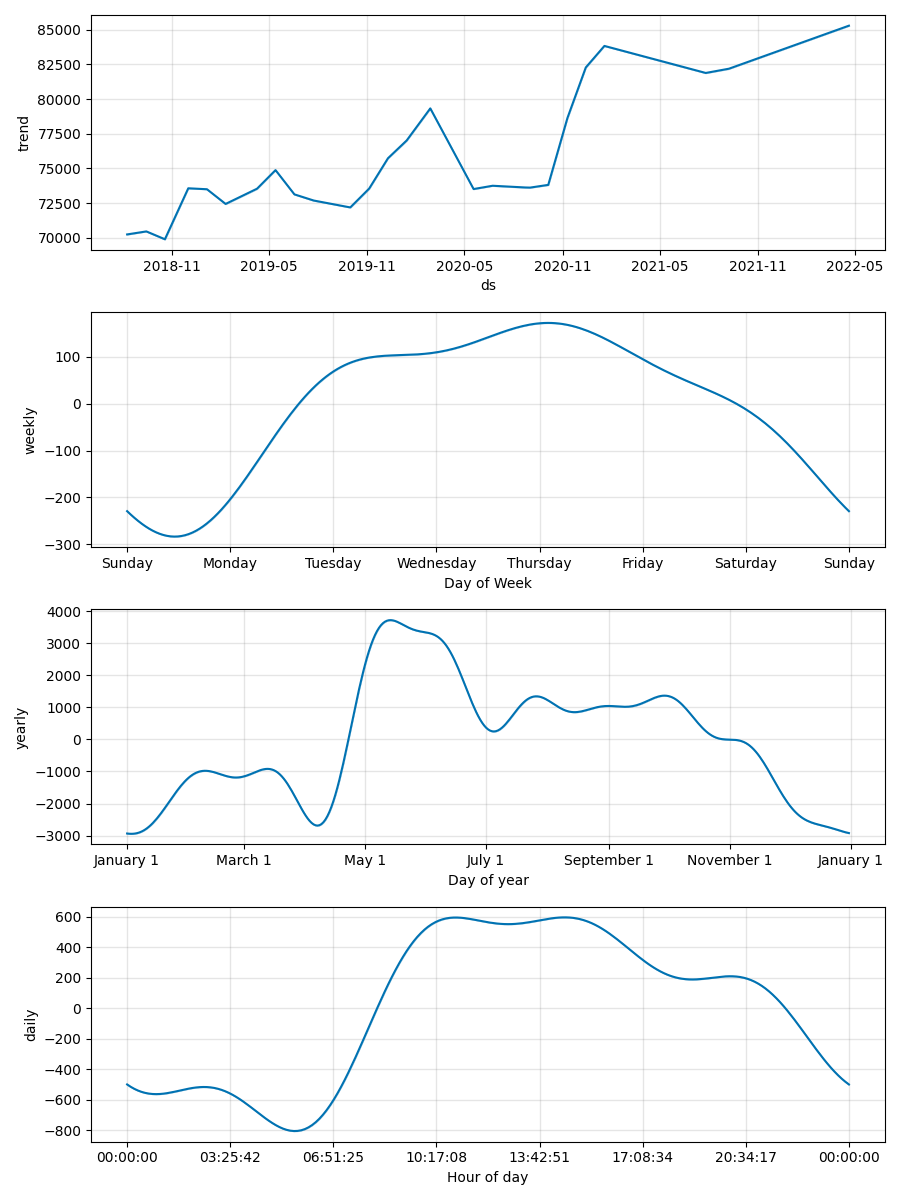 85000
82500
80000
77500
75000
72500
70000
trend
2018-11 2019-05 2019-11 2020-05 2020-11 2021-05 2021-11 2022-05
ds
100
0
−100
−200
−300
weekly
Sunday Monday Tuesday Wednesday Thursday Friday Saturday Sunday
Day of Week
4000
3000
2000
1000
0
−1000
−2000
−3000
yearly
January 1 March 1 May 1 July 1 September 1 November 1 January 1
Day of year
600
400
200
0
−200
−400
−600
−800
daily
00:00:00 03:25:42 06:51:25 10:17:08 13:42:51 17:08:34 20:34:17 00:00:00
Hour of day